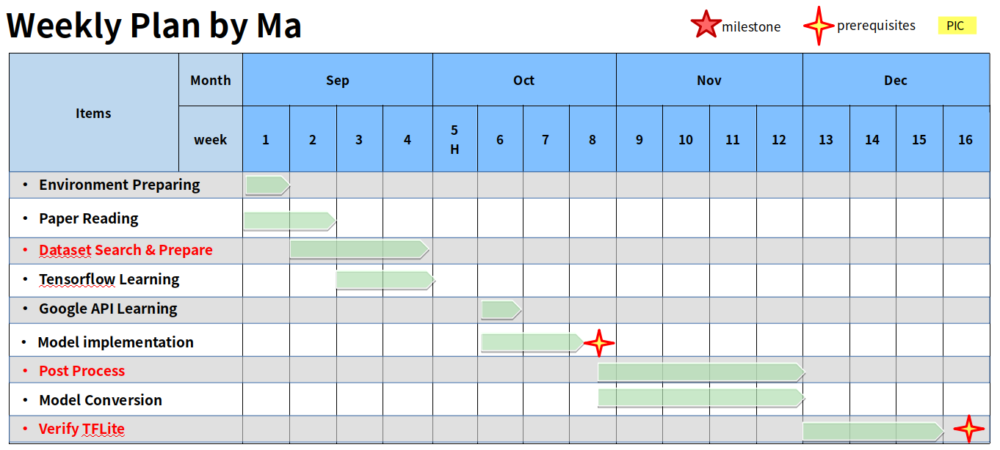 Weekly Plan by Ma
milestone
prerequisites
PIC
Items
Month
Sep
Oct
Nov
Dec
week
1
2
3
4
5
H
6
7
8
9
10
11
12
13
14
15
16
• Environment Preparing
• Paper Reading
• Dataset Search & Prepare
• Tensorflow Learning
• Google API Learning
• Model implementation
• Post Process
• Model Conversion
• Verify TFLite